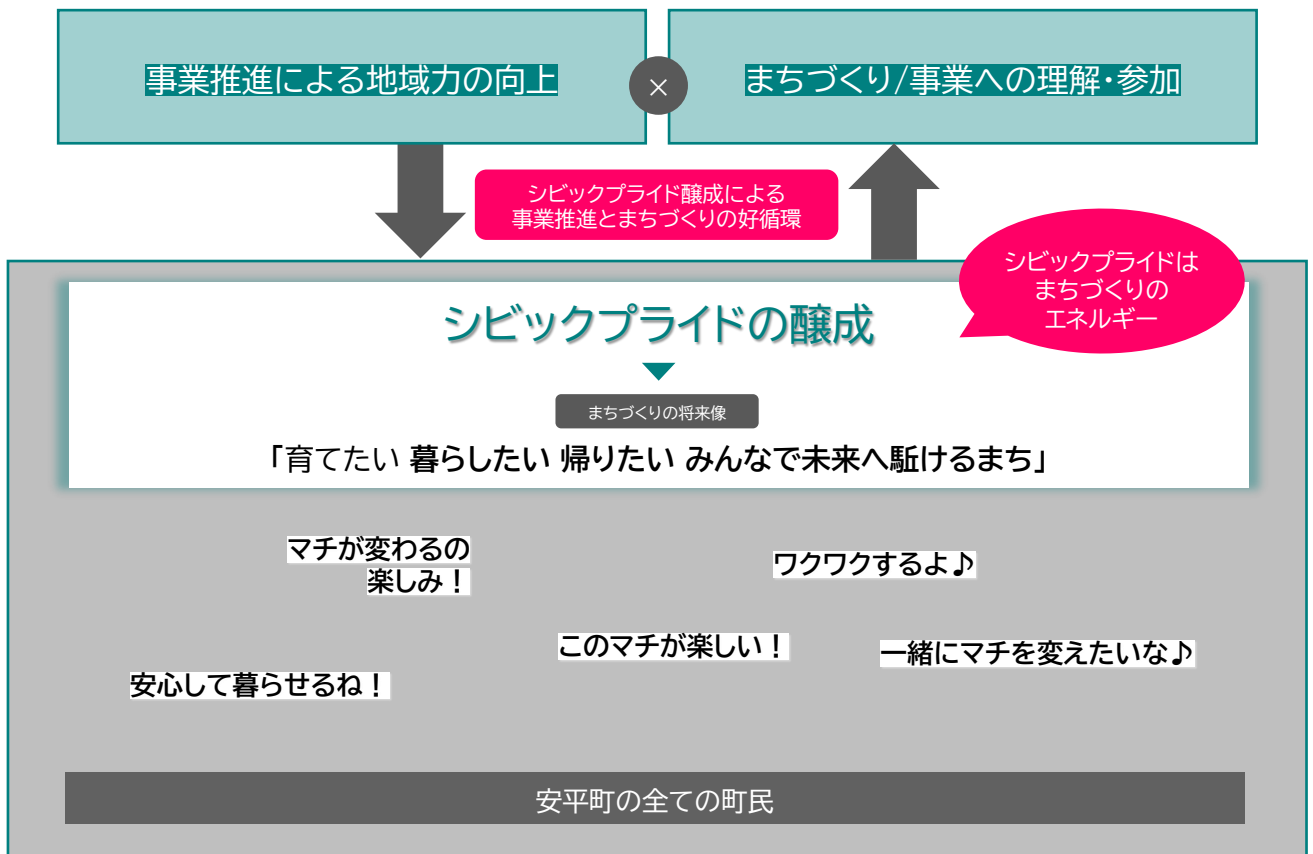 事業推進による地域力の向上
×
まちづくり/事業への理解・参加
シビックプライド醸成による
事業推進とまちづくりの好循環
シビックプライドは
まちづくりの
エネルギー
シビックプライドの醸成
まちづくりの将来像
「育てたい 暮らしたい 帰りたい みんなで未来へ駈けるまち」
マチが変わるの
楽しみ！
ワクワクするよ♪
このマチが楽しい！
一緒にマチを変えたいな♪
安心して暮らせるね！
安平町の全ての町民